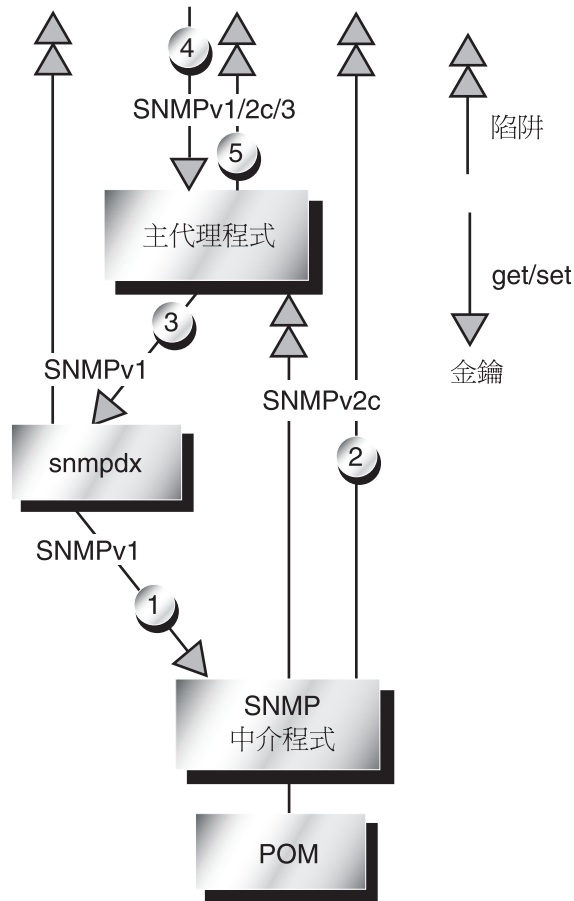 4
SNMPv1/2c/3
5
陷阱
主代理程式
get/set
3
金鑰
SNMPv1
SNMPv2c
2
snmpdx
SNMPv1
1
SNMP
中介程式
POM